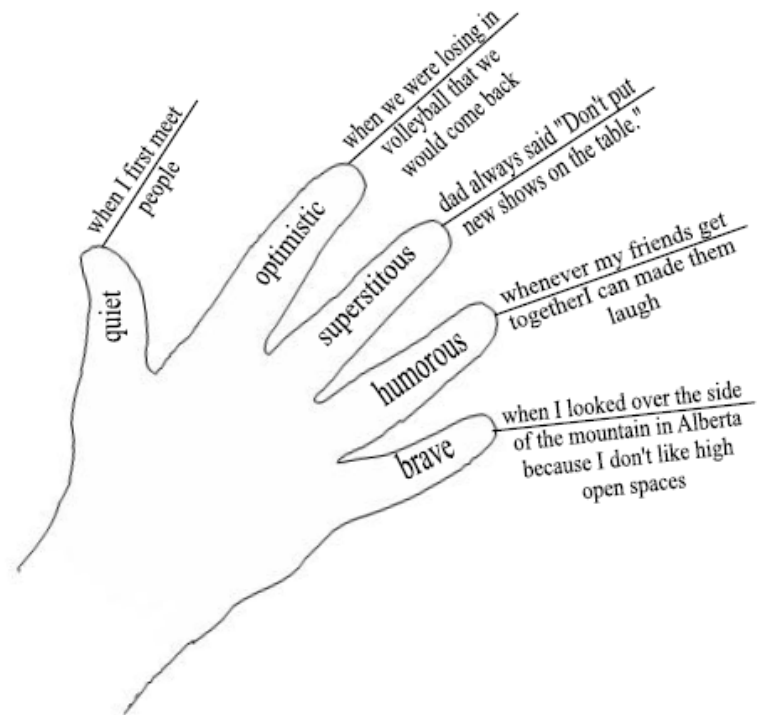 quiet
when I first meet
people
optimistic
when we were losing in
volleyball that we
would come back
superstitous
dad always said "Don't put
new shows on the table."
humorous
whenever my friends get
togetherI can made them
laugh
brave
when I looked over the side
of the mountain in Alberta
because I don't like high
open spaces